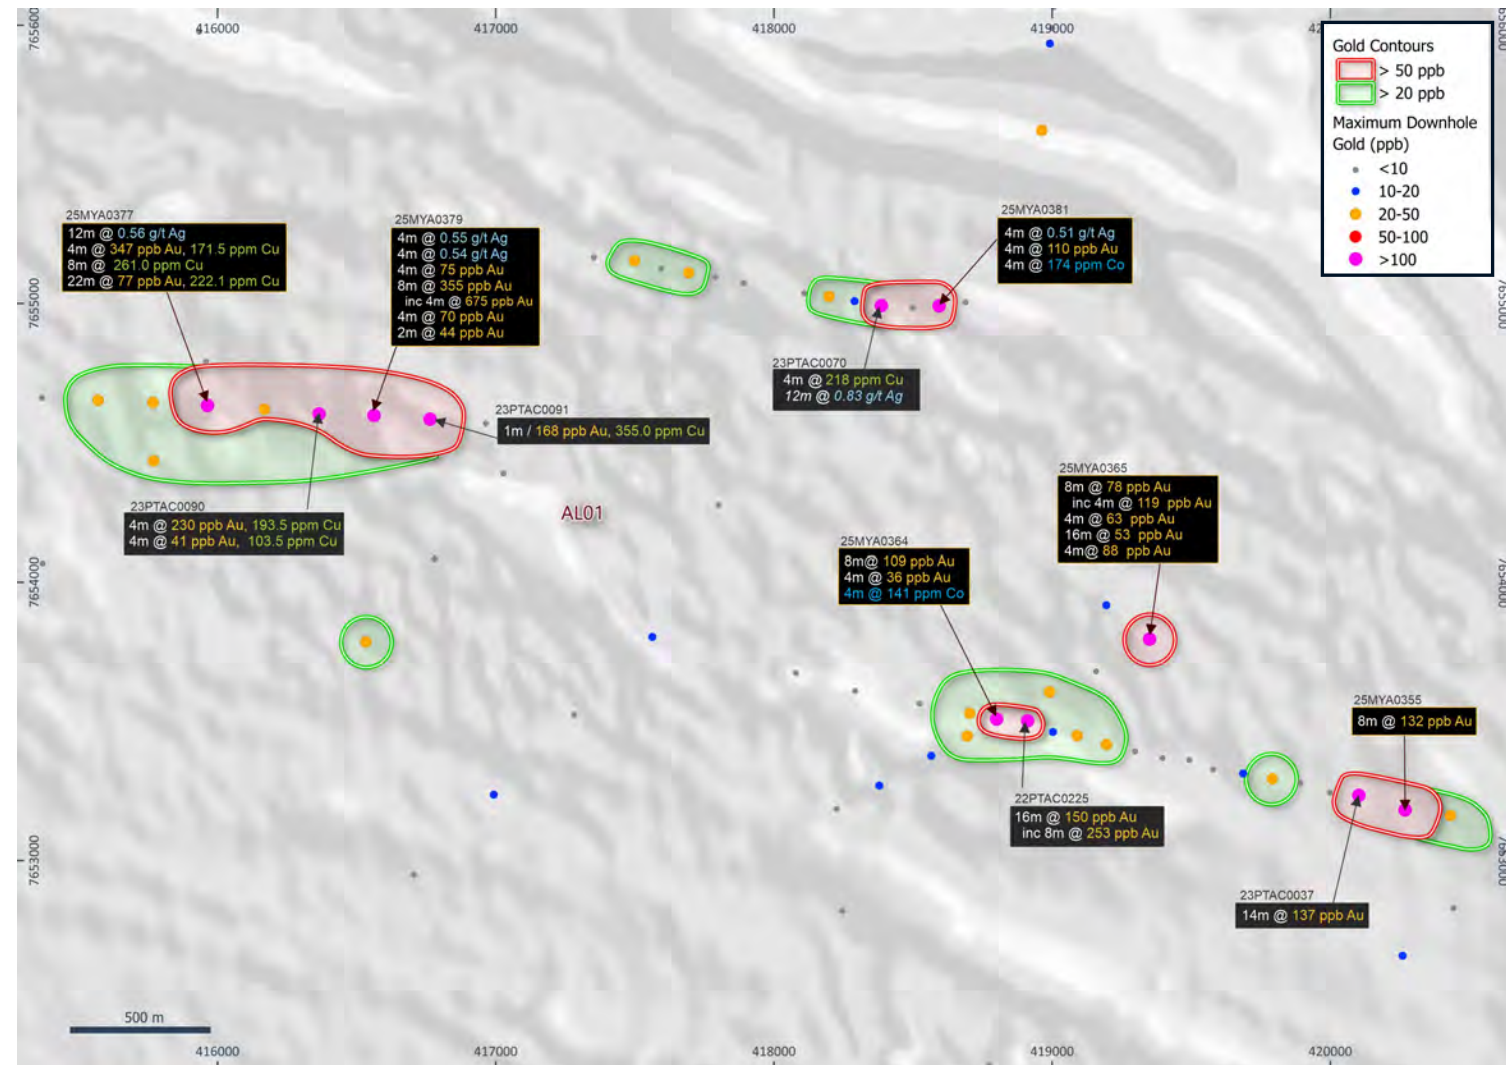 416000
417000
418000
419000
765600
7655000
7654000
7653000
7655000
7654000
Gold Contours
> 50 ppb
> 20 ppb
Maximum Downhole
Gold (ppb)
<10
10-20
20-50
50-100
>100
25MYA0377
12m @ 0.56 g/t Ag
4m @ 347 ppb Au, 171.5 ppm Cu
8m @ 261.0 ppm Cu
22m @ 77 ppb Au, 222.1 ppm Cu
25MYA0379
4m @ 0.55 g/t Ag
4m @ 0.54 g/t Ag
4m @ 75 ppb Au
8m @ 355 ppb Au
inc 4m @ 675 ppb Au
4m @ 70 ppb Au
2m @ 44 ppb Au
25MYA0381
4m @ 0.51 g/t Ag
4m @ 110 ppb Au
4m @ 174 ppm Co
23PTAC0070
4m @ 218 ppm Cu
12m @ 0.83 g/t Ag
23PTAC0091
1m / 168 ppb Au, 355.0 ppm Cu
23PTAC0090
4m @ 230 ppb Au, 193.5 ppm Cu
4m @ 41 ppb Au, 103.5 ppm Cu
AL01
25MYA0365
8m @ 78 ppb Au
inc 4m @ 119 ppb Au
4m @ 63 ppb Au
16m @ 53 ppb Au
4m@ 88 ppb Au
25MYA0364
8m@ 109 ppb Au
4m @ 36 ppb Au
4m @ 141 ppm Co
25MYA0355
8m @ 132 ppb Au
22PTAC0225
16m @ 150 ppb Au
inc 8m @ 253 ppb Au
23PTAC0037
14m @ 137 ppb Au
500 m
416000
417000
418000
419000
420000